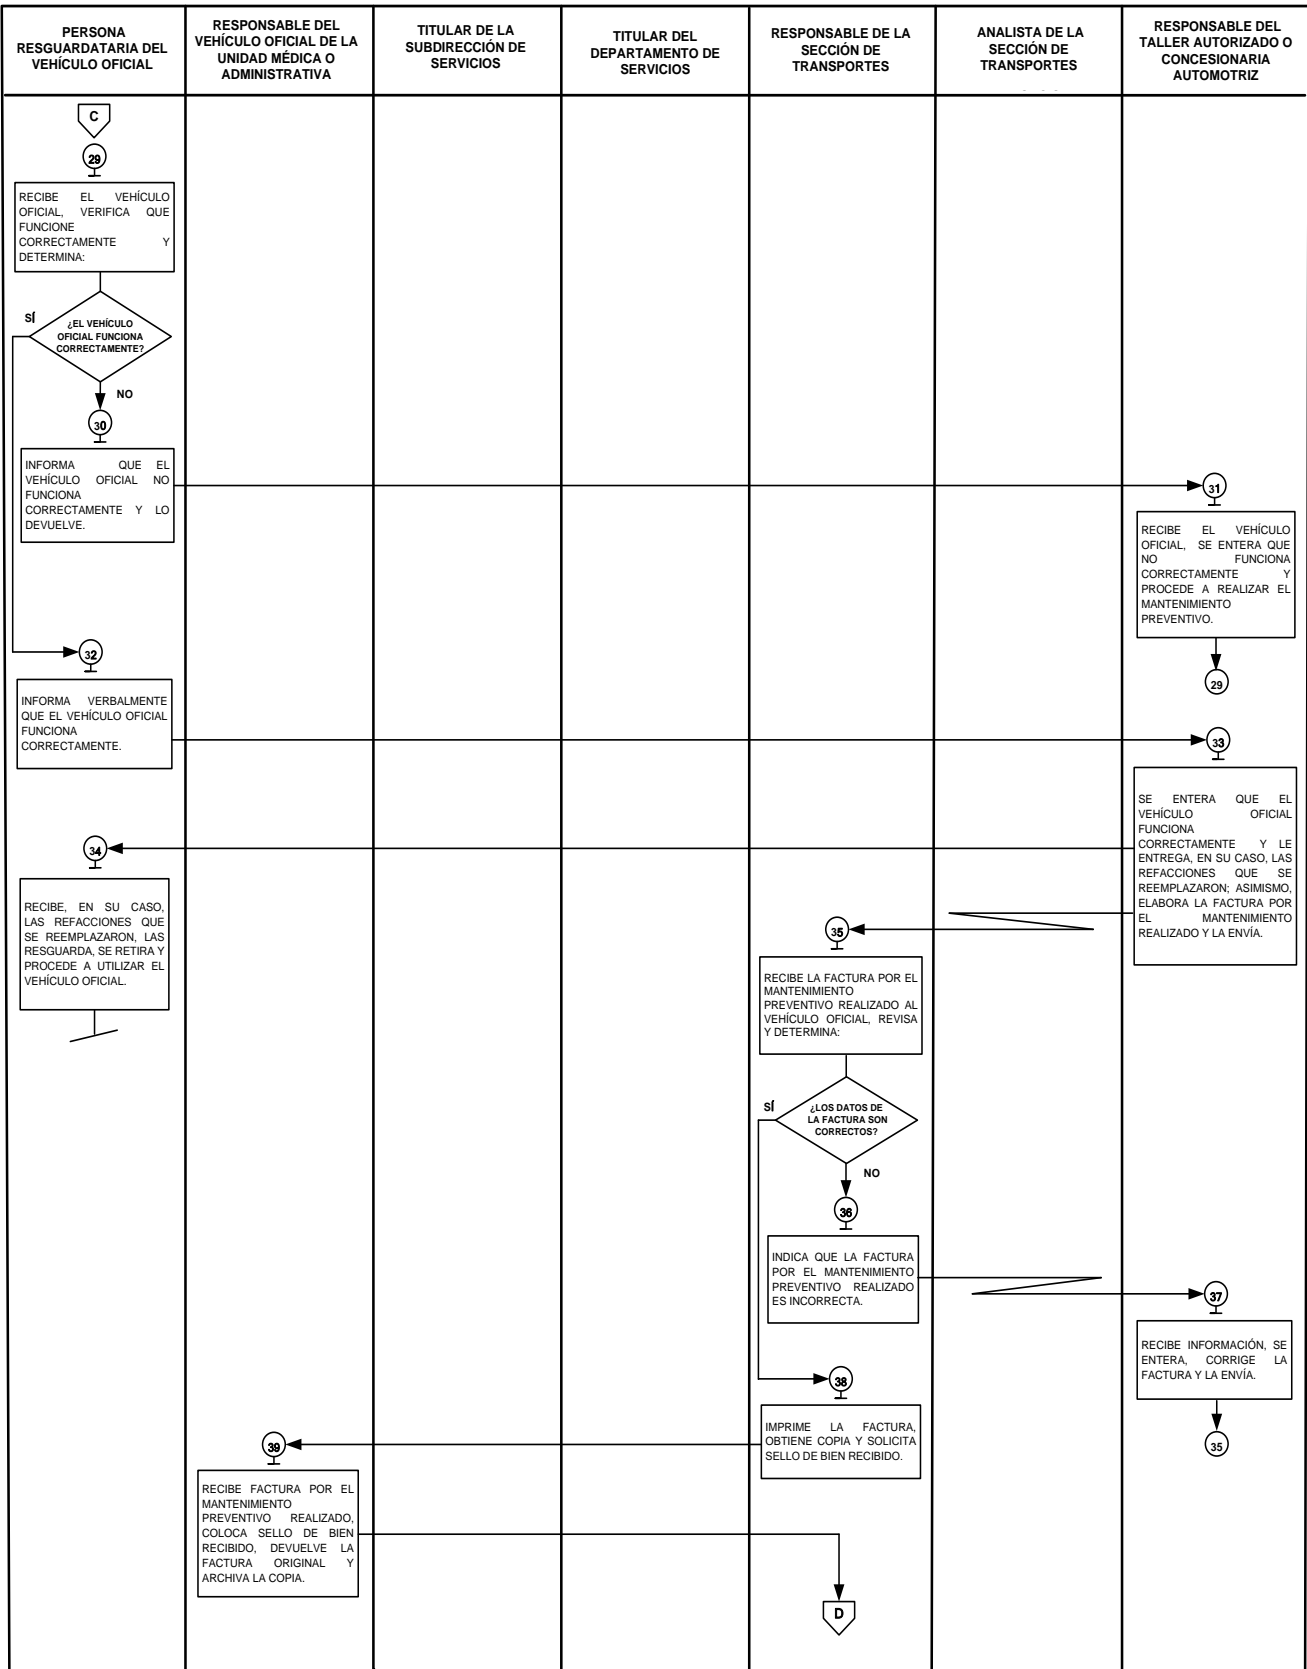 PERSONA
RESGUARDATARIA DEL
VEHÍCULO OFICIAL
RESPONSABLE DEL
VEHÍCULO OFICIAL DE LA
UNIDAD MÉDICA O
ADMINISTRATIVA
TITULAR DE LA
SUBDIRECCIÓN DE
SERVICIOS
TITULAR DEL
DEPARTAMENTO DE
SERVICIOS
RESPONSABLE DE LA
SECCIÓN DE
TRANSPORTES
ANALISTA DE LA
SECCIÓN DE
TRANSPORTES
RESPONSABLE DEL
TALLER AUTORIZADO O
CONCESIONARIA
AUTOMOTRIZ
C
29
RECIBE EL VEHÍCULO
OFICIAL, VERIFICA QUE
FUNCIONE
CORRECTAMENTE Y
DETERMINA:
SÍ
¿EL VEHÍCULO
OFICIAL FUNCIONA
CORRECTAMENTE?
NO
30
INFORMA QUE EL
VEHÍCULO OFICIAL NO
FUNCIONA
CORRECTAMENTE Y LO
DEVUELVE.
31
RECIBE EL VEHÍCULO
OFICIAL, SE ENTERA QUE
NO FUNCIONA
CORRECTAMENTE Y
PROCEDE A REALIZAR EL
MANTENIMIENTO
PREVENTIVO.
29
32
INFORMA VERBALMENTE
QUE EL VEHÍCULO OFICIAL
FUNCIONA
CORRECTAMENTE.
33
SE ENTERA QUE EL
VEHÍCULO OFICIAL
FUNCIONA
CORRECTAMENTE Y LE
ENTREGA, EN SU CASO, LAS
REFACCIONES QUE SE
REEMPLAZARON; ASIMISMO,
ELABORA LA FACTURA POR
EL MANTENIMIENTO
REALIZADO Y LA ENVÍA.
34
RECIBE, EN SU CASO,
LAS REFACCIONES QUE
SE REEMPLAZARON, LAS
RESGUARDA, SE RETIRA Y
PROCEDE A UTILIZAR EL
VEHÍCULO OFICIAL.
35
RECIBE LA FACTURA POR EL
MANTENIMIENTO
PREVENTIVO REALIZADO AL
VEHÍCULO OFICIAL, REVISA
Y DETERMINA:
SÍ
¿LOS DATOS DE
LA FACTURA SON
CORRECTOS?
NO
36
INDICA QUE LA FACTURA
POR EL MANTENIMIENTO
PREVENTIVO REALIZADO
ES INCORRECTA.
37
RECIBE INFORMACIÓN, SE
ENTERA, CORRIGE LA
FACTURA Y LA ENVÍA.
35
38
IMPRIME LA FACTURA,
OBTIENE COPIA Y SOLICITA
SELLO DE BIEN RECIBIDO.
39
RECIBE FACTURA POR EL
MANTENIMIENTO
PREVENTIVO REALIZADO,
COLOCA SELLO DE BIEN
RECIBIDO, DEVUELVE LA
FACTURA ORIGINAL Y
ARCHIVA LA COPIA.
D